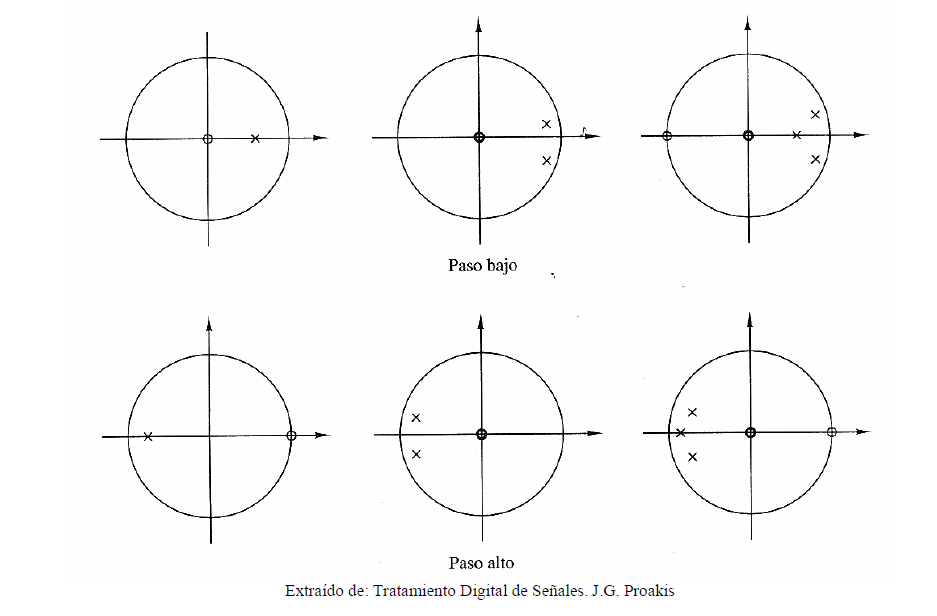 Paso bajo
Paso alto
Extraído de: Tratamiento Digital de Señales. J.G. Proakis